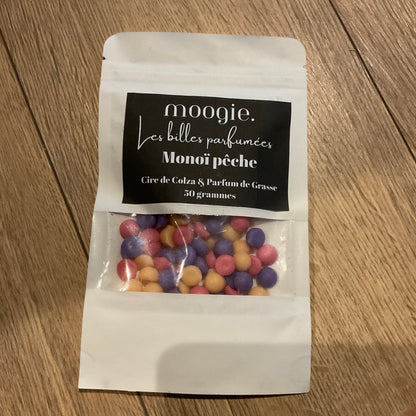 moogie.
Les billes parfumées
Monoï pêche
Cire de Colza & Parfum de Grasse
50 grammes